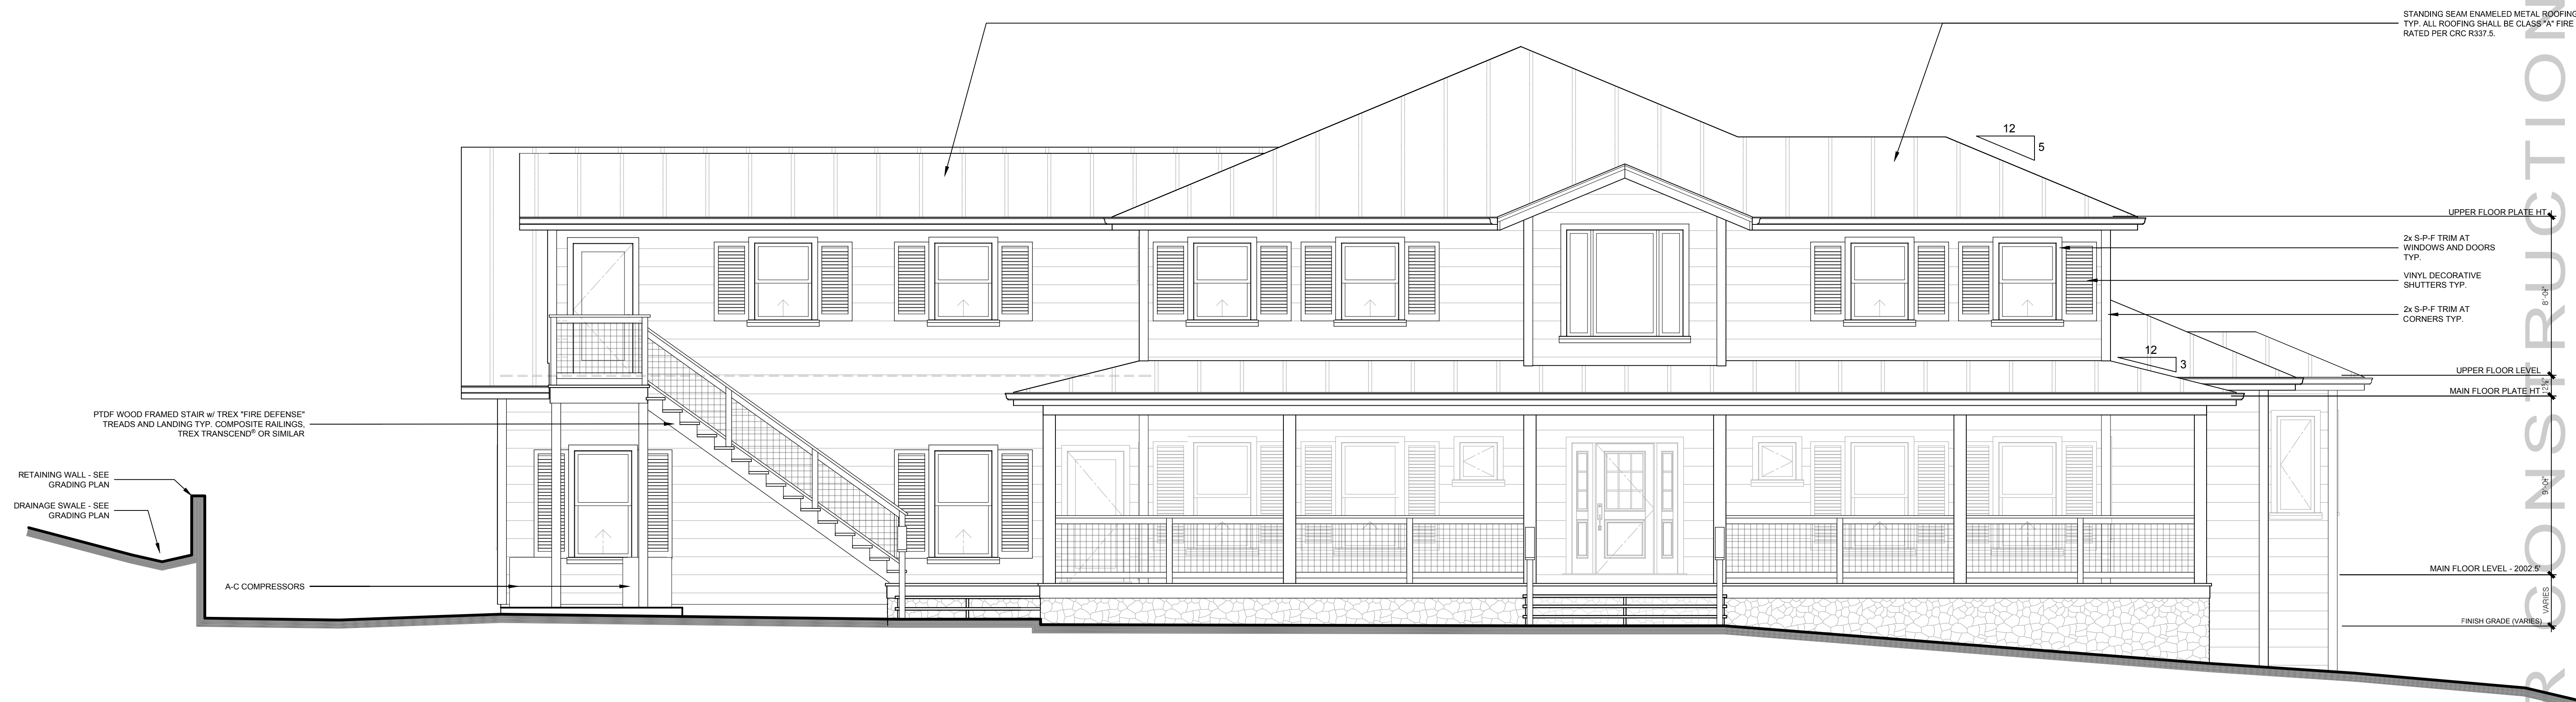 STANDING SEAM ENAMELED METAL ROOFING
TYP. ALL ROOFING SHALL BE CLASS "A" FIRE
RATED PER CRC R337.5.
12
5
UPPER FLOOR PLATE HT.
2x S-P-F TRIM AT
WINDOWS AND DOORS
TYP.
VINYL DECORATIVE
SHUTTERS TYP.
2x S-P-F TRIM AT
CORNERS TYP.
12
3
UPPER FLOOR LEVEL
MAIN FLOOR PLATE HT
PTDF WOOD FRAMED STAIR w/ TREX "FIRE DEFENSE"
TREADS AND LANDING TYP. COMPOSITE RAILINGS,
TREX TRANSCEND® OR SIMILAR
RETAINING WALL - SEE
GRADING PLAN
DRAINAGE SWALE - SEE
GRADING PLAN
A-C COMPRESSORS
MAIN FLOOR LEVEL - 2002.5'
VARIES
FINISH GRADE (VARIES)
R CONSTRUCTION